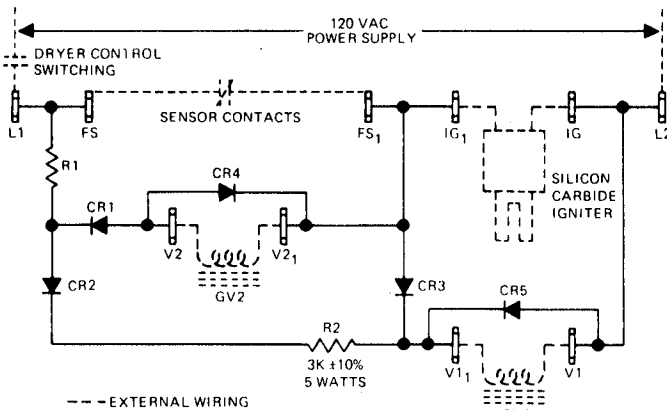 120 VAC
POWER SUPPLY
DRYER CONTROL
SWITCHING
L1
FS
SENSOR CONTACTS
FS1
IG1
IG
L2
R1
CR4
SILICON
CARBIDE
IGNITER
CR1
V2
V21
GV2
CR2
CR3
CR5
R2
3K ±10%
5 WATTS
V11
V1
--- EXTERNAL WIRING